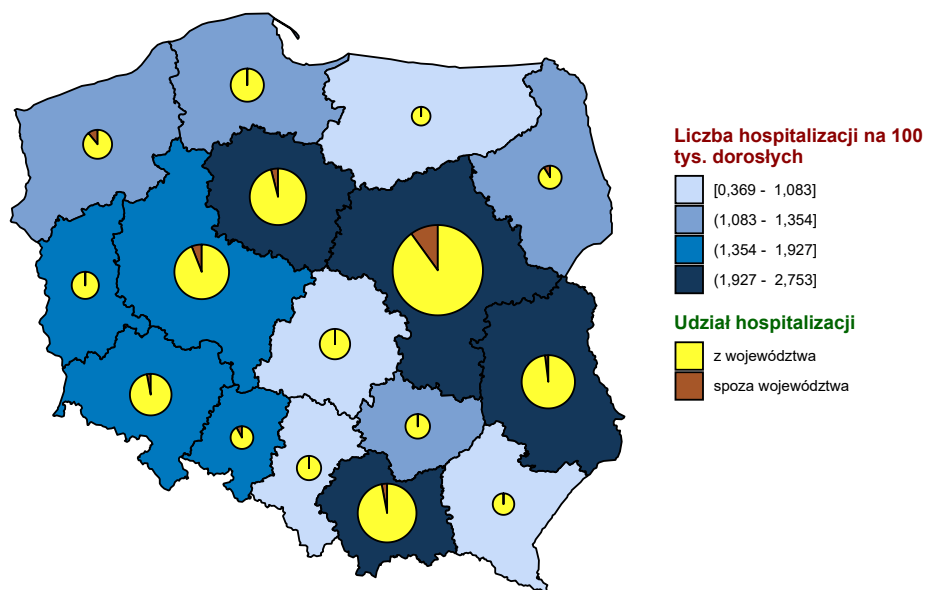 Liczba hospitalizacji na 100
tys. dorosłych
[0,369 - 1,083]
(1,083 - 1,354]
(1,354 - 1,927]
(1,927 - 2,753]
Udział hospitalizacji
z województwa
spoza województwa